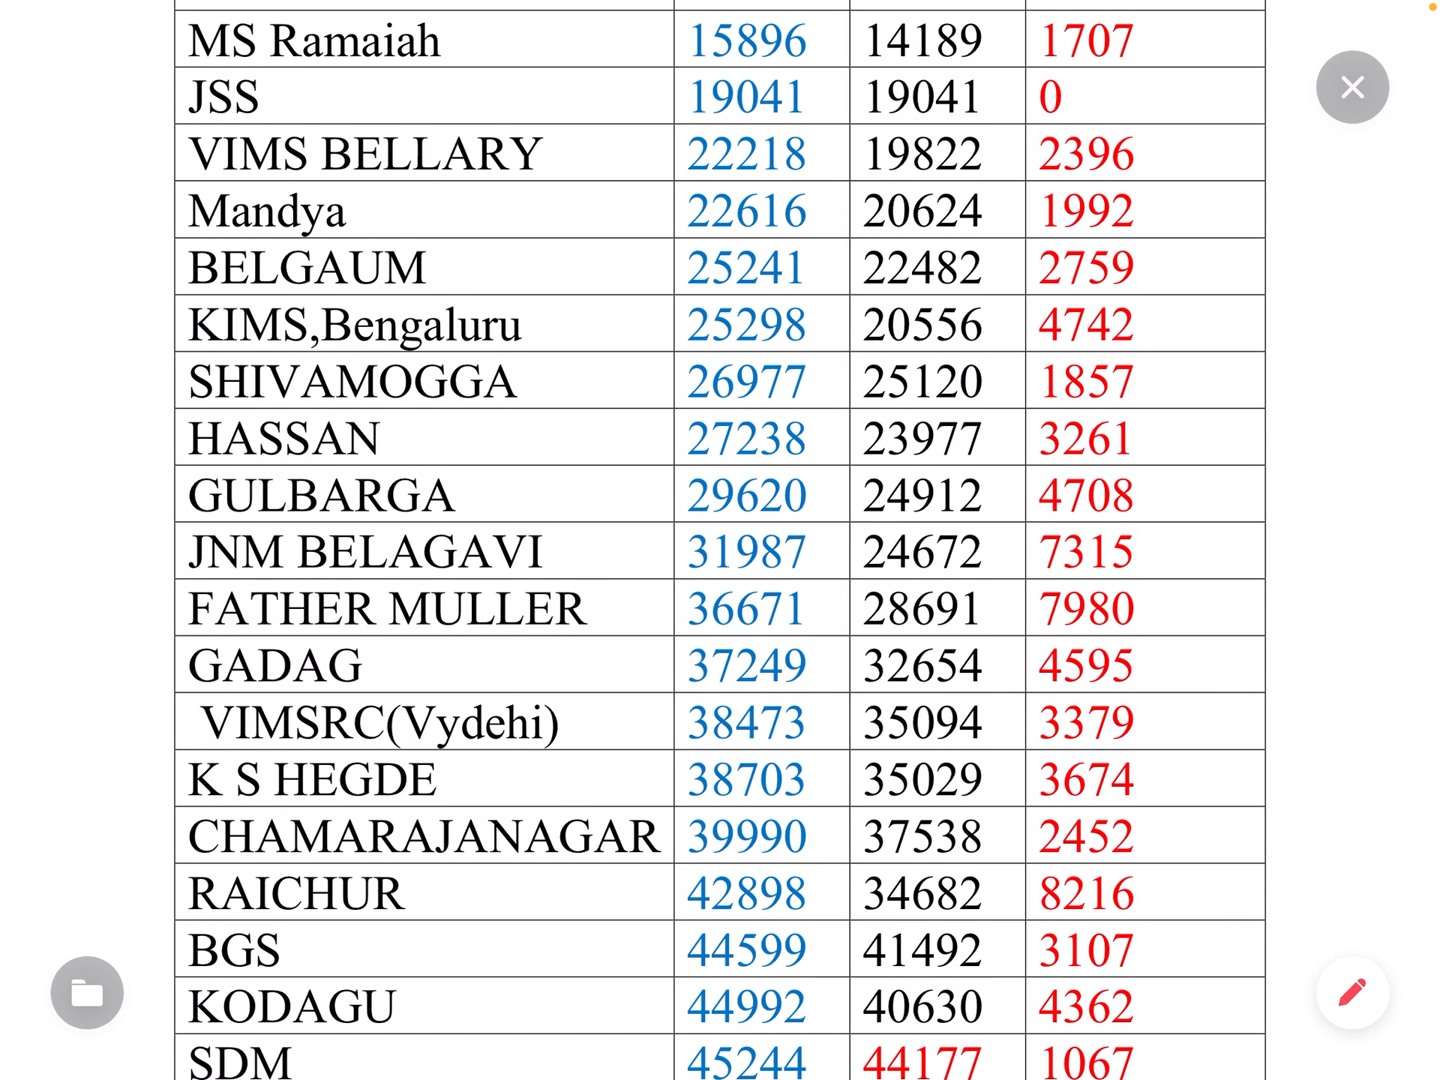 MS Ramaiah 15896 14189 1707
JSS 19041 19041 0
VIMS BELLARY 22218 19822 2396
Mandya 22616 20624 1992
BELGAUM 25241 22482 2759
KIMS,Bengaluru 25298 20556 4742
SHIVAMOGGA 26977 25120 1857
HASSAN 27238 23977 3261
GULBARGA 29620 24912 4708
JNM BELAGAVI 31987 24672 7315
FATHER MULLER 36671 28691 7980
GADAG 37249 32654 4595
VIMSRC(Vydehi) 38473 35094 3379
K S HEGDE 38703 35029 3674
CHAMARAJANAGAR 39990 37538 2452
RAICHUR 42898 34682 8216
BGS 44599 41492 3107
KODAGU 44992 40630 4362
SDM 45244 44177 1067